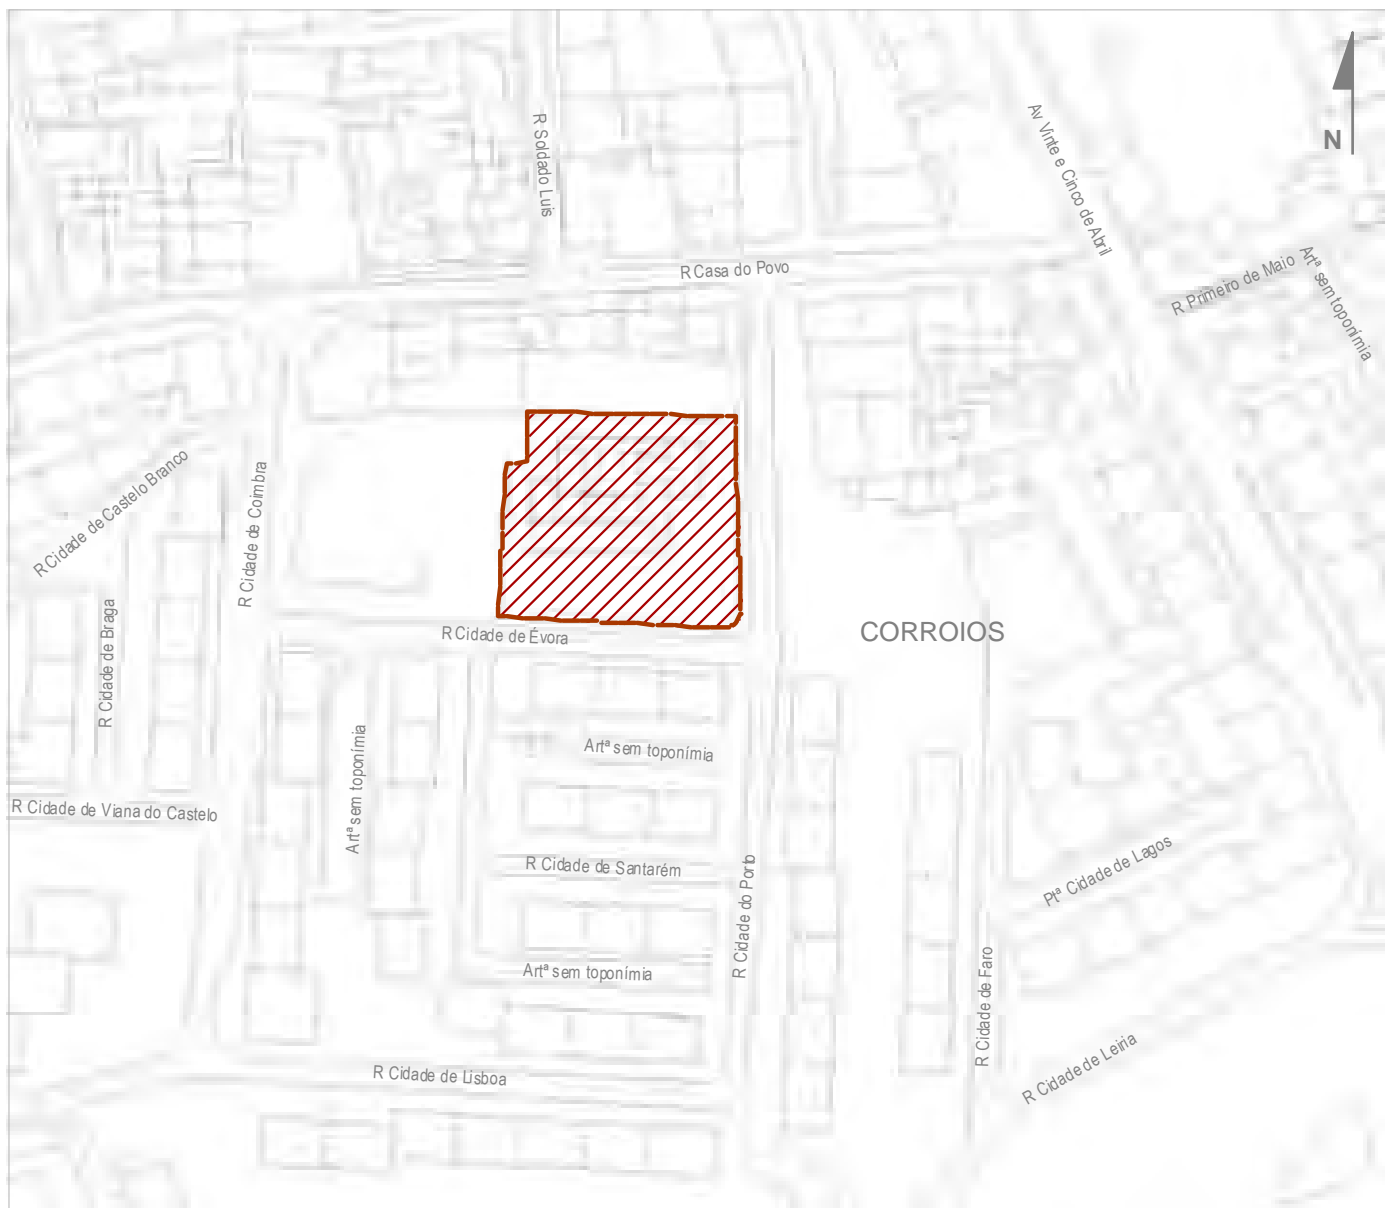 R Soldado Luis
Av Vinte e Cinco de Abril
N
R Casa do Povo
R Primeiro de Maio
Artª sem toponímia
R Cidade de Castelo Branco
R Cidade de Coimbra
R Cidade de Braga
R Cidade de Évora
CORROIOS
Artª sem toponímia
Artª sem toponímia
R Cidade de Viana do Castelo
R Cidade de Santarém
R Cidade do Porto
Ptª Cidade de Lagos
Artª sem toponímia
R Cidade de Faro
R Cidade de Lisboa
R Cidade de Leiria